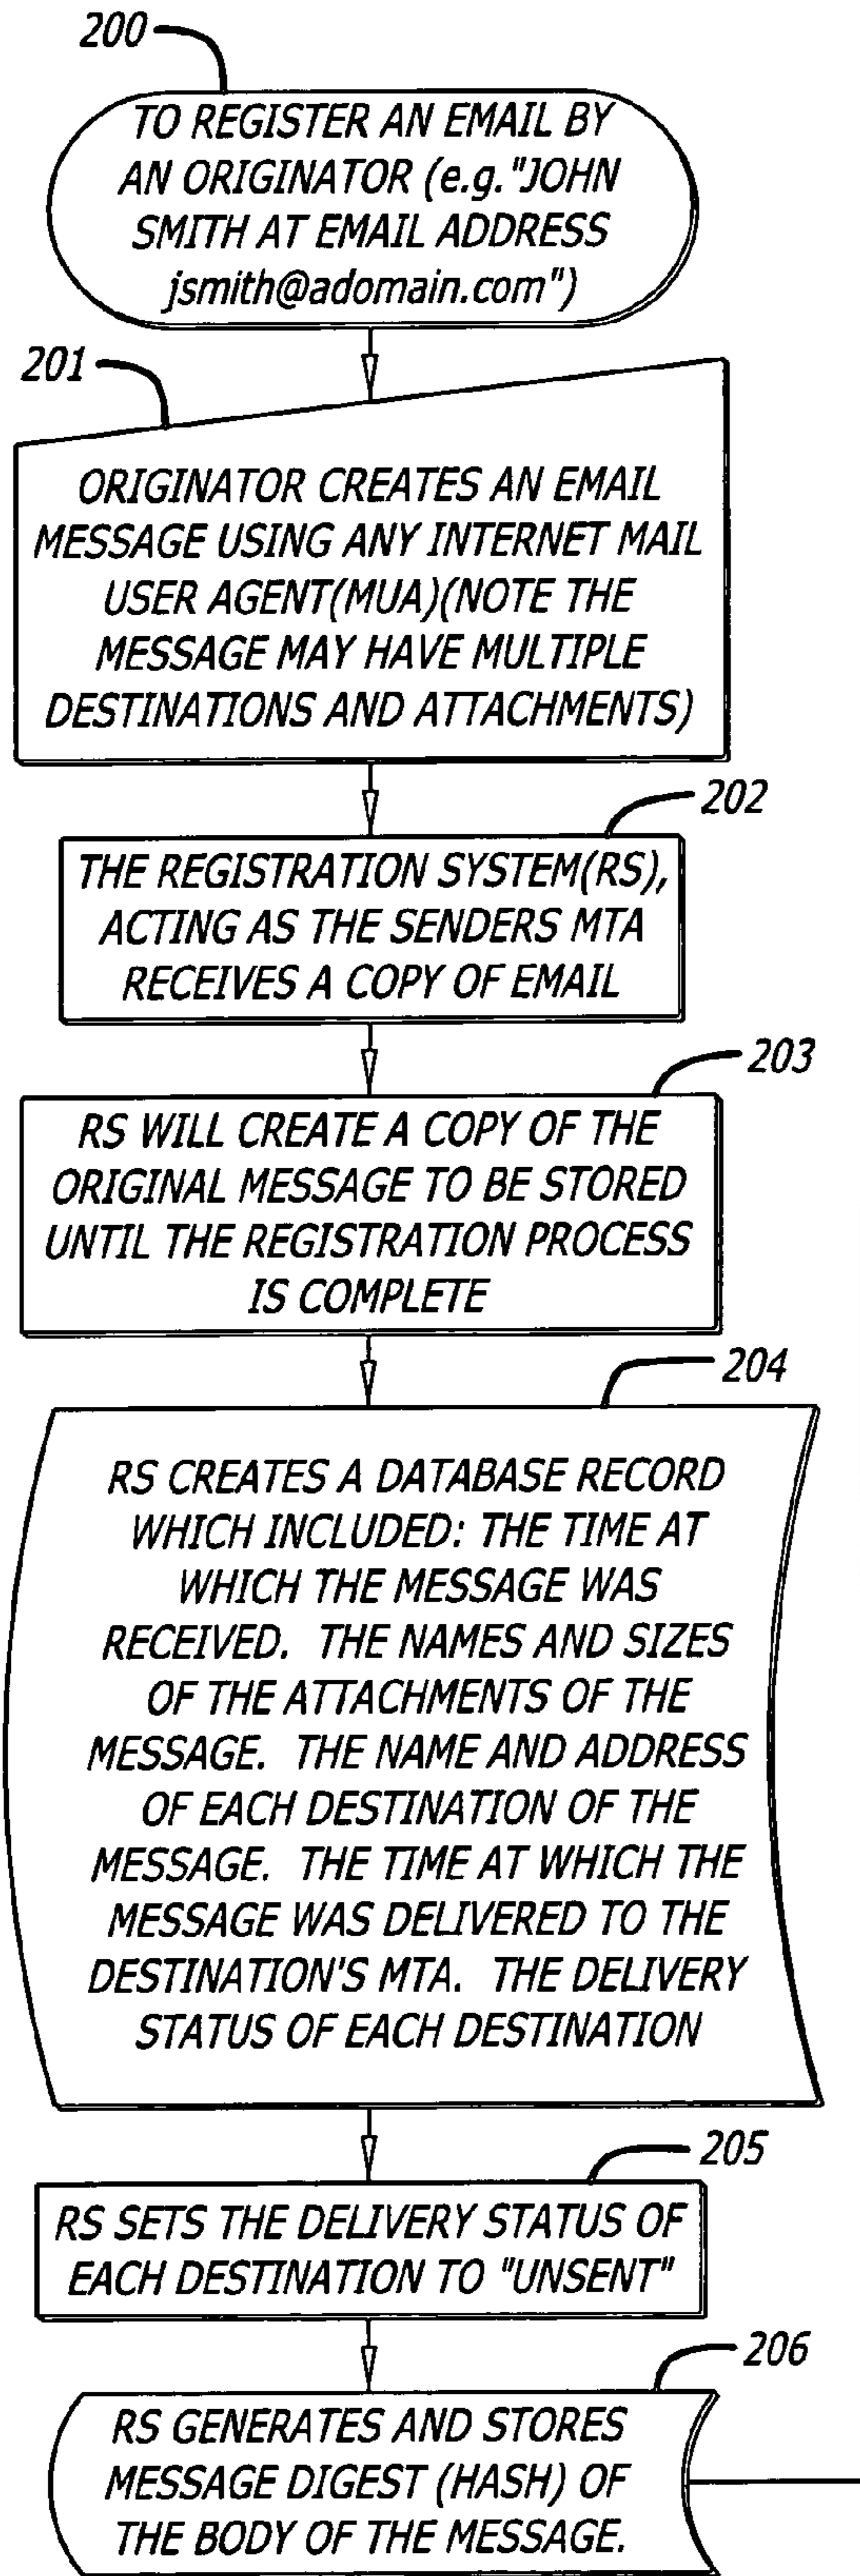 200
TO REGISTER AN EMAIL BY
AN ORIGINATOR (e.g."JOHN
SMITH AT EMAIL ADDRESS
jsmith@adomain.com")
201
ORIGINATOR CREATES AN EMAIL
MESSAGE USING ANY INTERNET MAIL
USER AGENT(MUA)(NOTE THE
MESSAGE MAY HAVE MULTIPLE
DESTINATIONS AND ATTACHMENTS)
202
THE REGISTRATION SYSTEM(RS),
ACTING AS THE SENDERS MTA
RECEIVES A COPY OF EMAIL
203
RS WILL CREATE A COPY OF THE
ORIGINAL MESSAGE TO BE STORED
UNTIL THE REGISTRATION PROCESS
IS COMPLETE
204
RS CREATES A DATABASE RECORD
WHICH INCLUDED: THE TIME AT
WHICH THE MESSAGE WAS
RECEIVED. THE NAMES AND SIZES
OF THE ATTACHMENTS OF THE
MESSAGE. THE NAME AND ADDRESS
OF EACH DESTINATION OF THE
MESSAGE. THE TIME AT WHICH THE
MESSAGE WAS DELIVERED TO THE
DESTINATION'S MTA. THE DELIVERY
STATUS OF EACH DESTINATION
205
RS SETS THE DELIVERY STATUS OF
EACH DESTINATION TO "UNSENT"
206
RS GENERATES AND STORES
MESSAGE DIGEST (HASH) OF
THE BODY OF THE MESSAGE.